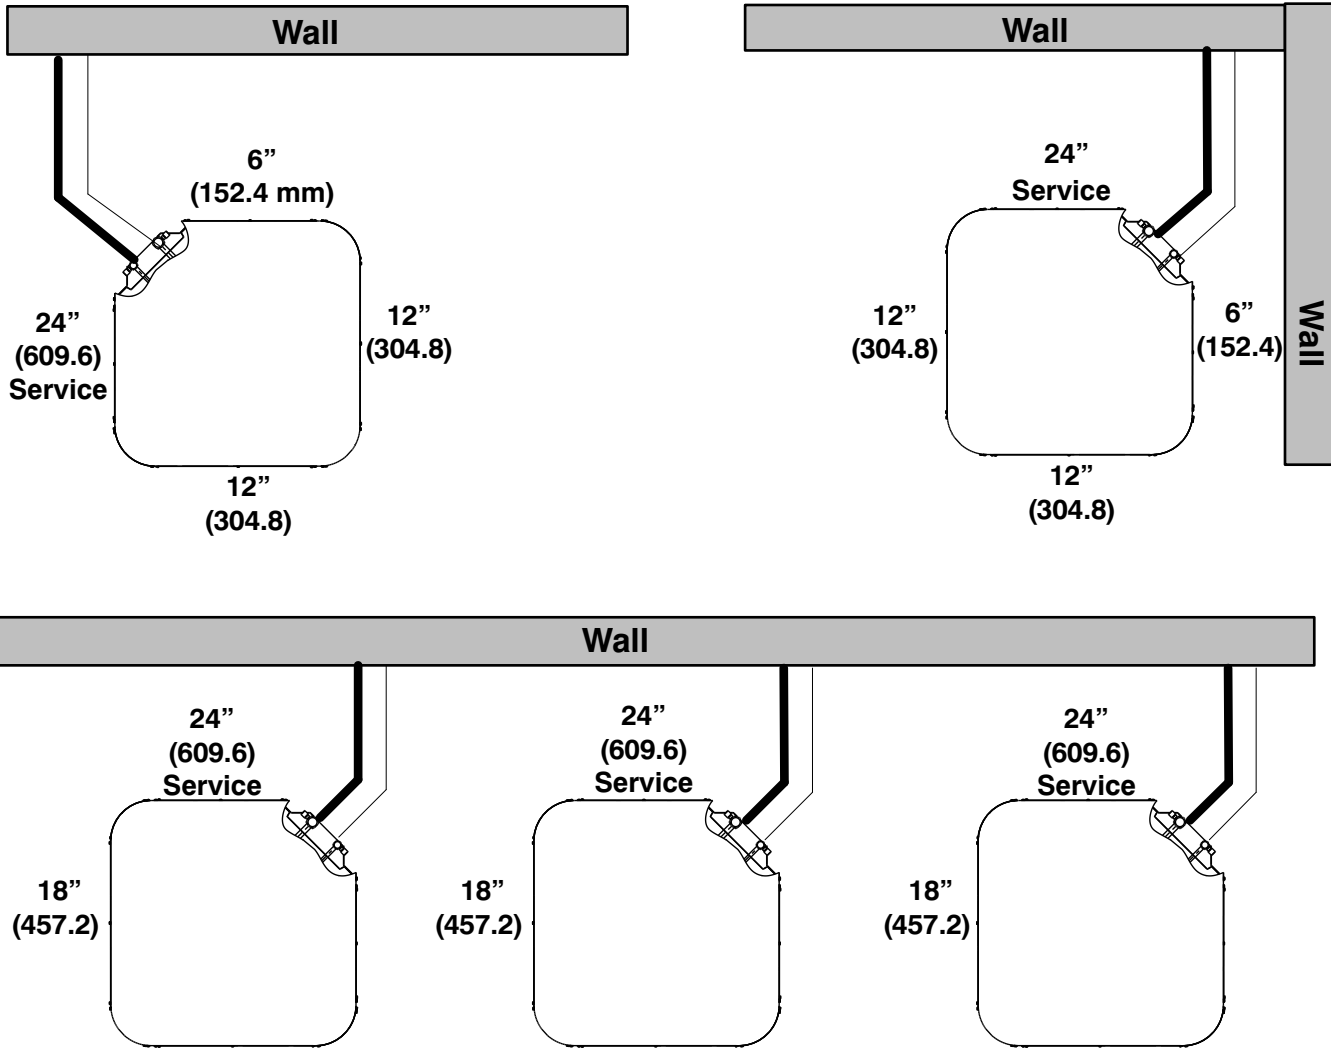 Wall
6”
(152.4 mm)
24”
(609.6)
Service
12”
(304.8)
12”
(304.8)
Wall
24”
Service
12”
(304.8)
6”
(152.4)
Wall
12”
(304.8)
Wall
24”
(609.6)
Service
18”
(457.2)
24”
(609.6)
Service
18”
(457.2)
24”
(609.6)
Service
18”
(457.2)